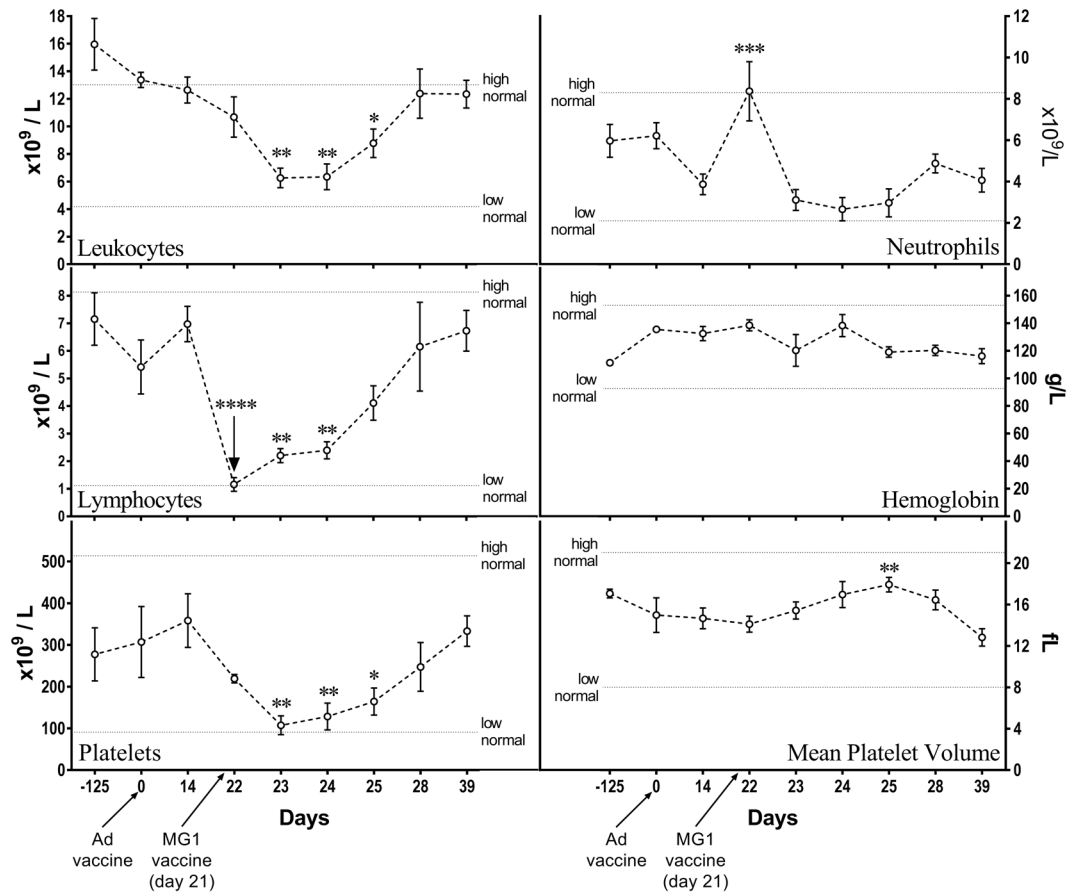 18
16
14
12
10
8
6
4
2
0
x10⁹ / L
high
normal
*
**
**
low
normal
Leukocytes
12
10
8
6
4
2
0
x10⁹/L
***
high
normal
low
normal
Neutrophils
8
7
6
5
4
3
2
1
0
x10⁹ / L
high
normal
****
**
**
low
normal
Lymphocytes
160
140
120
100
80
60
40
20
0
g/L
high
normal
low
normal
Hemoglobin
500
400
300
200
100
0
x10⁹ / L
high
normal
**
**
*
low
normal
Platelets
20
16
12
8
4
0
fL
high
normal
**
low
normal
Mean Platelet Volume
-125 0 14 22 23 24 25 28 39
Days
Ad
vaccine
MG1
vaccine
(day 21)
-125 0 14 22 23 24 25 28 39
Days
Ad
vaccine
MG1
vaccine
(day 21)